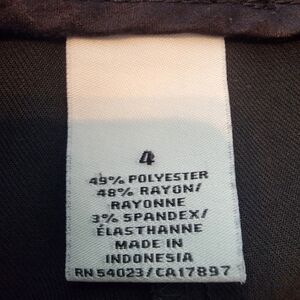 4
49% POLYESTER
48% RAYON/
RAYONNE
3% SPANDEX/
ÉLASTHANNE
MADE IN
INDONESIA
RN 54023/CA17897